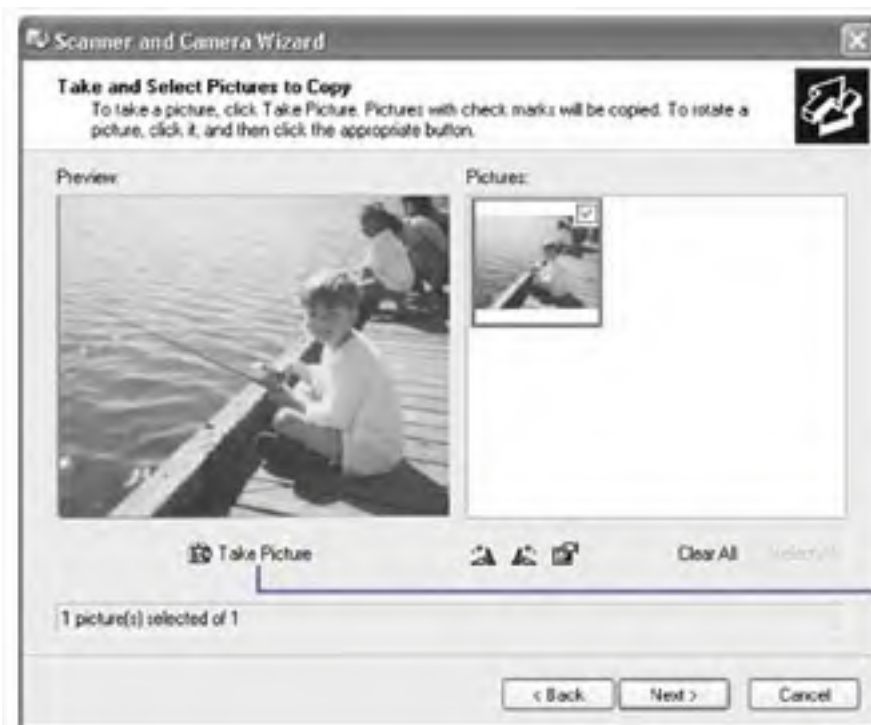 Scanner and Camera Wizard
Take and Select Pictures to Copy
To take a picture, click Take Picture. Pictures with check marks will be copied. To rotate a
picture, click it, and then click the appropriate button.
Preview:
Pictures:
Take Picture
Clear All
1 picture(s) selected of 1
< Back
Next >
Cancel